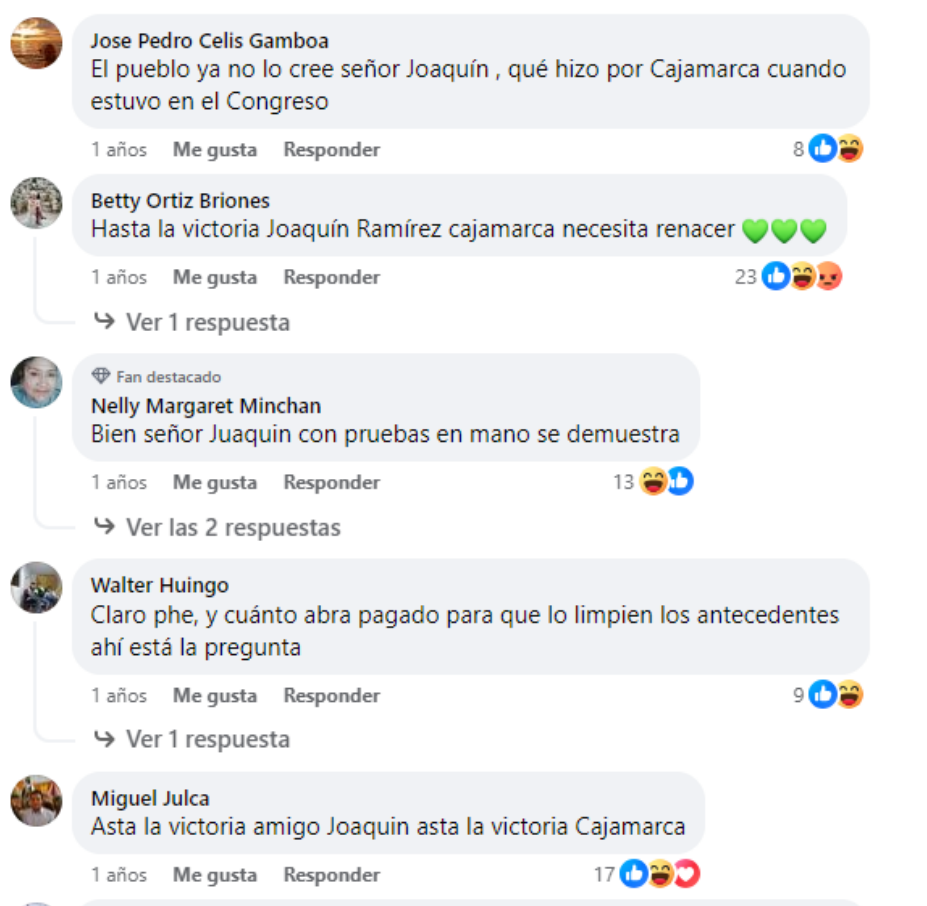 Jose Pedro Celis Gamboa
El pueblo ya no lo cree señor Joaquín , qué hizo por Cajamarca cuando
estuvo en el Congreso
1 años Me gusta Responder 8
Betty Ortiz Briones
Hasta la victoria Joaquín Ramírez cajamarca necesita renacer 💚💚💚
1 años Me gusta Responder 23
Ver 1 respuesta
Fan destacado
Nelly Margaret Minchan
Bien señor Juaquin con pruebas en mano se demuestra
1 años Me gusta Responder 13
Ver las 2 respuestas
Walter Huingo
Claro phe, y cuánto abra pagado para que lo limpien los antecedentes
ahí está la pregunta
1 años Me gusta Responder 9
Ver 1 respuesta
Miguel Julca
Asta la victoria amigo Joaquin asta la victoria Cajamarca
1 años Me gusta Responder 17